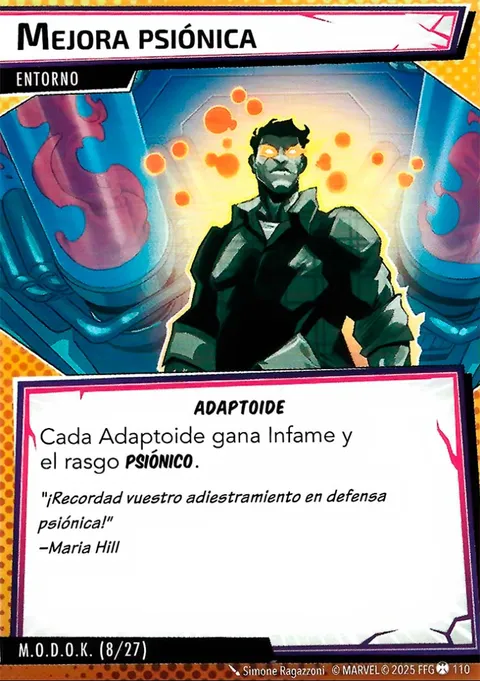 MEJORA PSIÓNICA
ENTORNO
ADAPTOIDE
Cada Adaptoide gana Infame y
el rasgo PSIÓNICO.
"¡Recordad vuestro adiestramiento en defensa
psiónica!"
–Maria Hill
M.O.D.O.K. (8/27)
Simone Ragazzoni © MARVEL © 2025 FFG 110